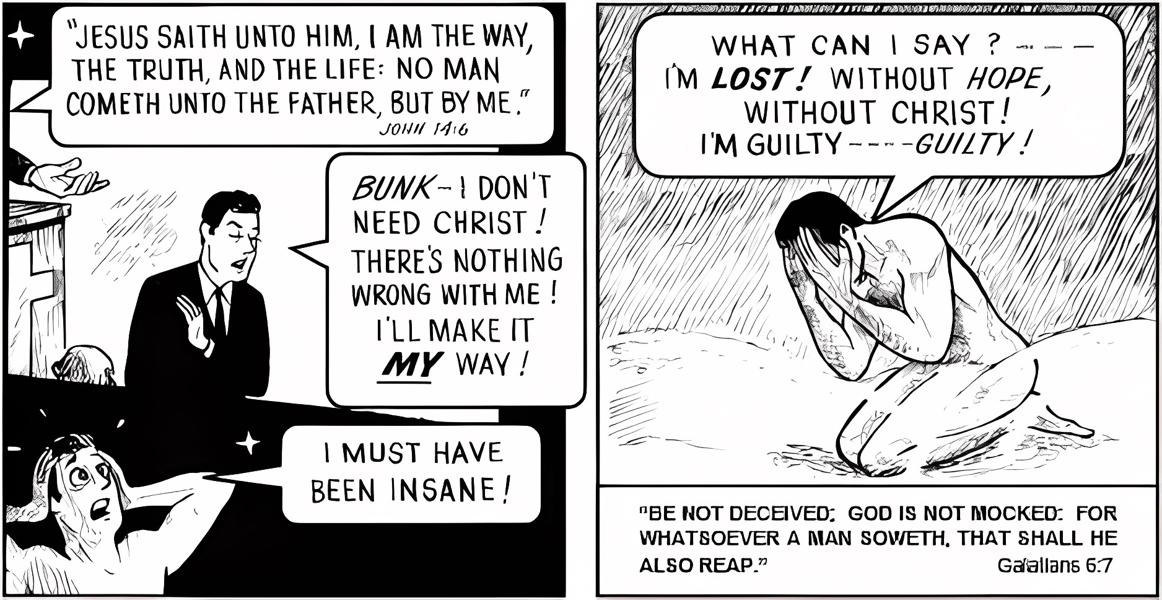 "JESUS SAITH UNTO HIM, I AM THE WAY,
THE TRUTH, AND THE LIFE: NO MAN
COMETH UNTO THE FATHER, BUT BY ME."
JOHN 14:6
BUNK-I DON'T
NEED CHRIST!
THERE'S NOTHING
WRONG WITH ME!
I'LL MAKE IT
MY WAY!
I MUST HAVE
BEEN INSANE!
WHAT CAN I SAY?----
I'M LOST! WITHOUT HOPE,
WITHOUT CHRIST!
I'M GUILTY----GUILTY!
"BE NOT DECEIVED: GOD IS NOT MOCKED: FOR
WHATSOEVER A MAN SOWETH, THAT SHALL HE
ALSO REAP."
Galatians 6:7